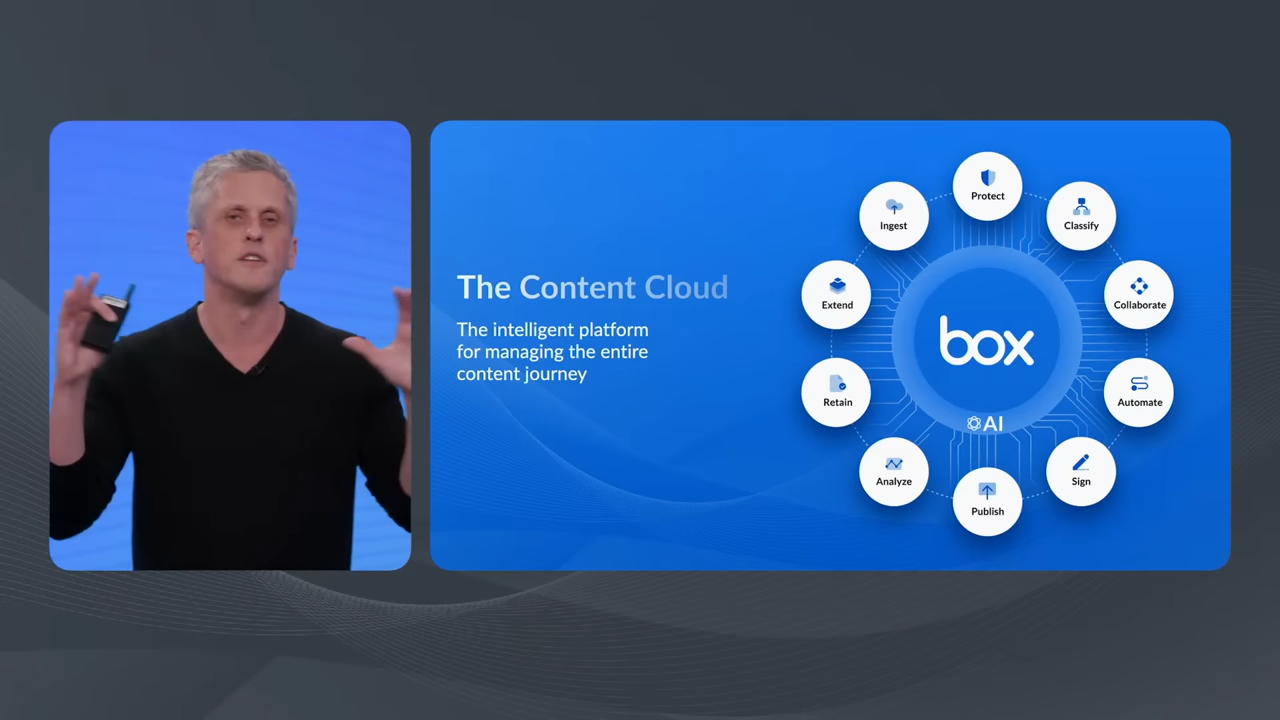 The Content Cloud
The intelligent platform
for managing the entire
content journey
box
AI
Protect
Classify
Collaborate
Automate
Sign
Publish
Analyze
Retain
Extend
Ingest